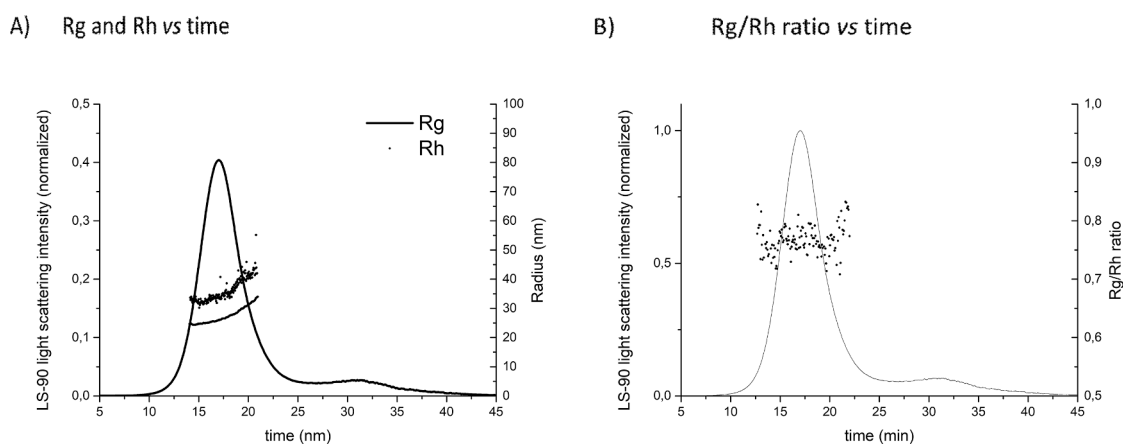 A) Rg and Rh vs time
LS-90 light scattering intensity (normalized)
0,5
0,4
0,3
0,2
0,1
0,0
5 10 15 20 25 30 35 40 45
time (nm)
100
90
80
70
60
50
40
30
20
10
0
Radius (nm)
Rg
Rh
B) Rg/Rh ratio vs time
LS-90 light scattering intensity (normalized)
1,0
0,5
0,0
5 10 15 20 25 30 35 40 45
time (min)
1,0
0,9
0,8
0,7
0,6
0,5
Rg/Rh ratio